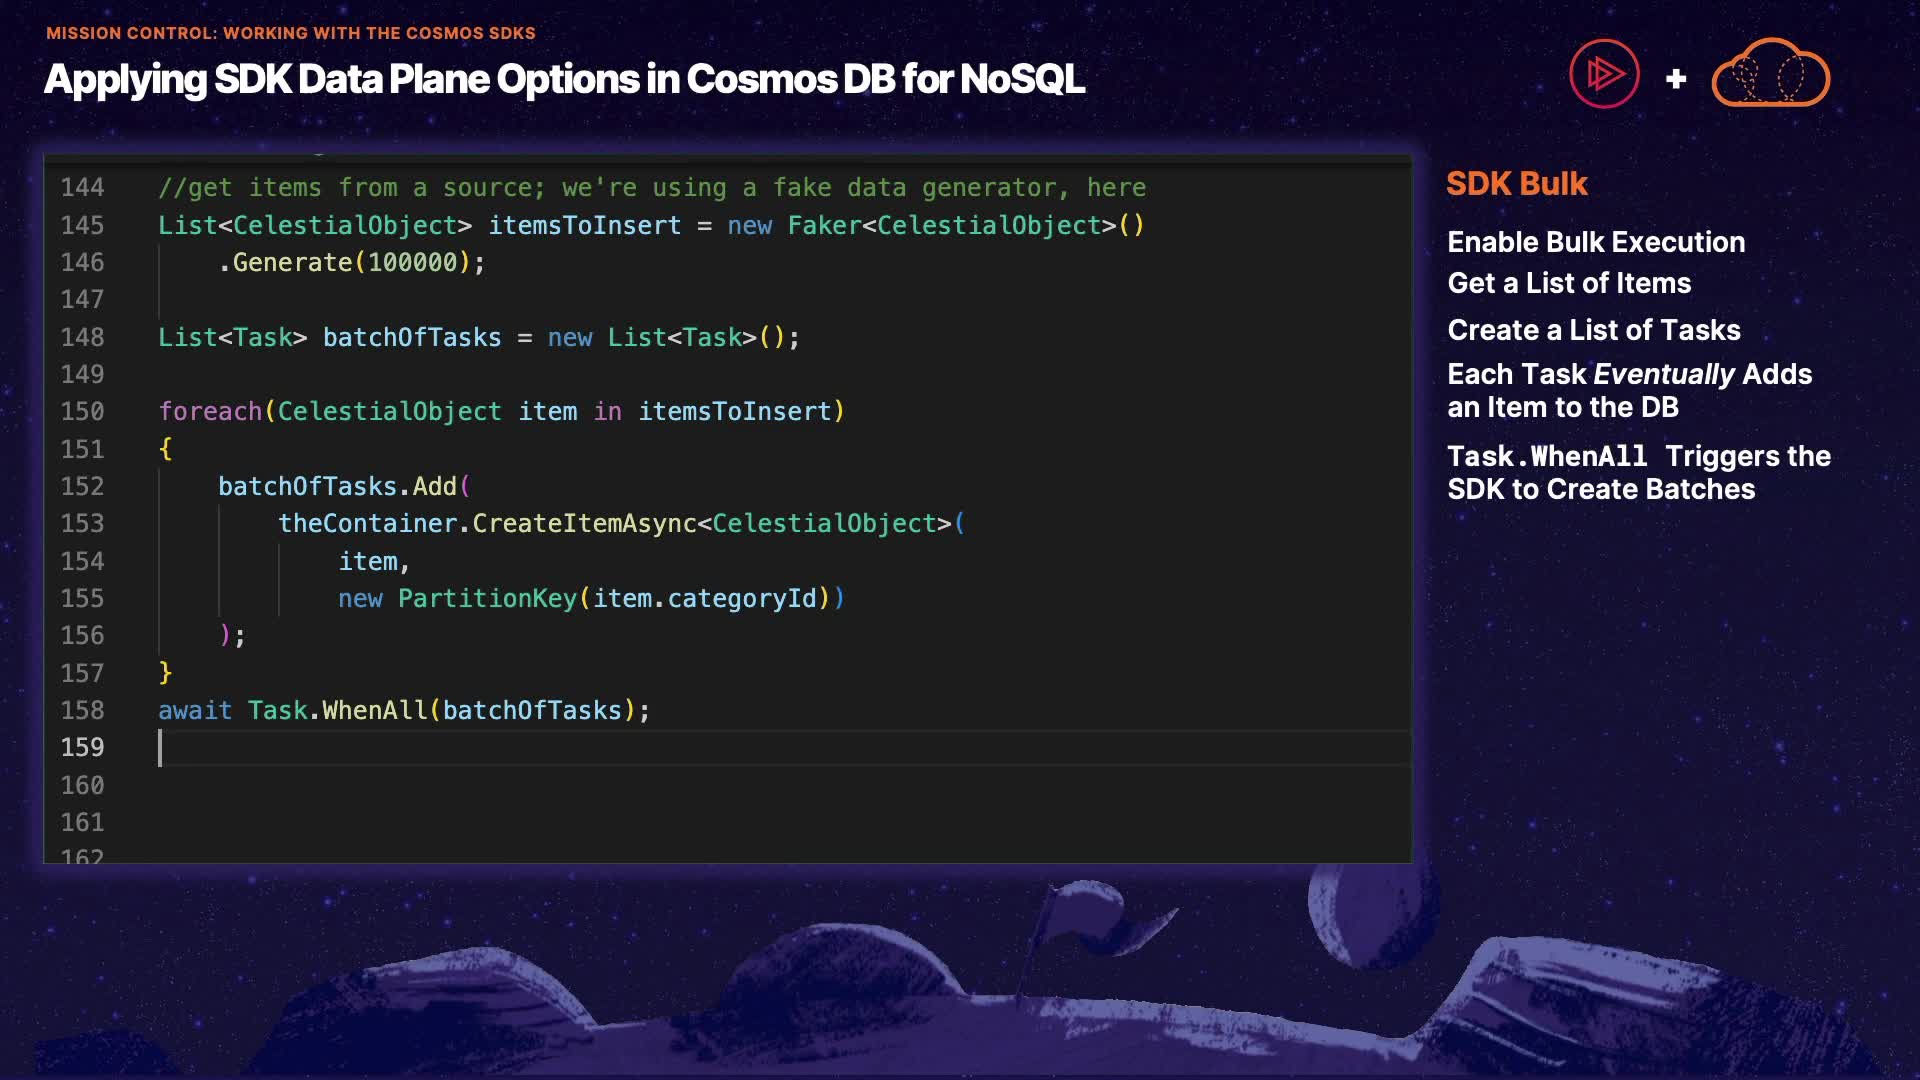 MISSION CONTROL: WORKING WITH THE COSMOS SDKS
Applying SDK Data Plane Options in Cosmos DB for NoSQL
144 //get items from a source; we're using a fake data generator, here
145 List<CelestialObject> itemsToInsert = new Faker<CelestialObject>()
146 .Generate(100000);
147
148 List<Task> batchOfTasks = new List<Task>();
149
150 foreach(CelestialObject item in itemsToInsert)
151 {
152 batchOfTasks.Add(
153 theContainer.CreateItemAsync<CelestialObject>(
154 item,
155 new PartitionKey(item.categoryId))
156 );
157 }
158 await Task.WhenAll(batchOfTasks);
159
160
161
162
SDK Bulk
Enable Bulk Execution
Get a List of Items
Create a List of Tasks
Each Task Eventually Adds
an Item to the DB
Task.WhenAll Triggers the
SDK to Create Batches